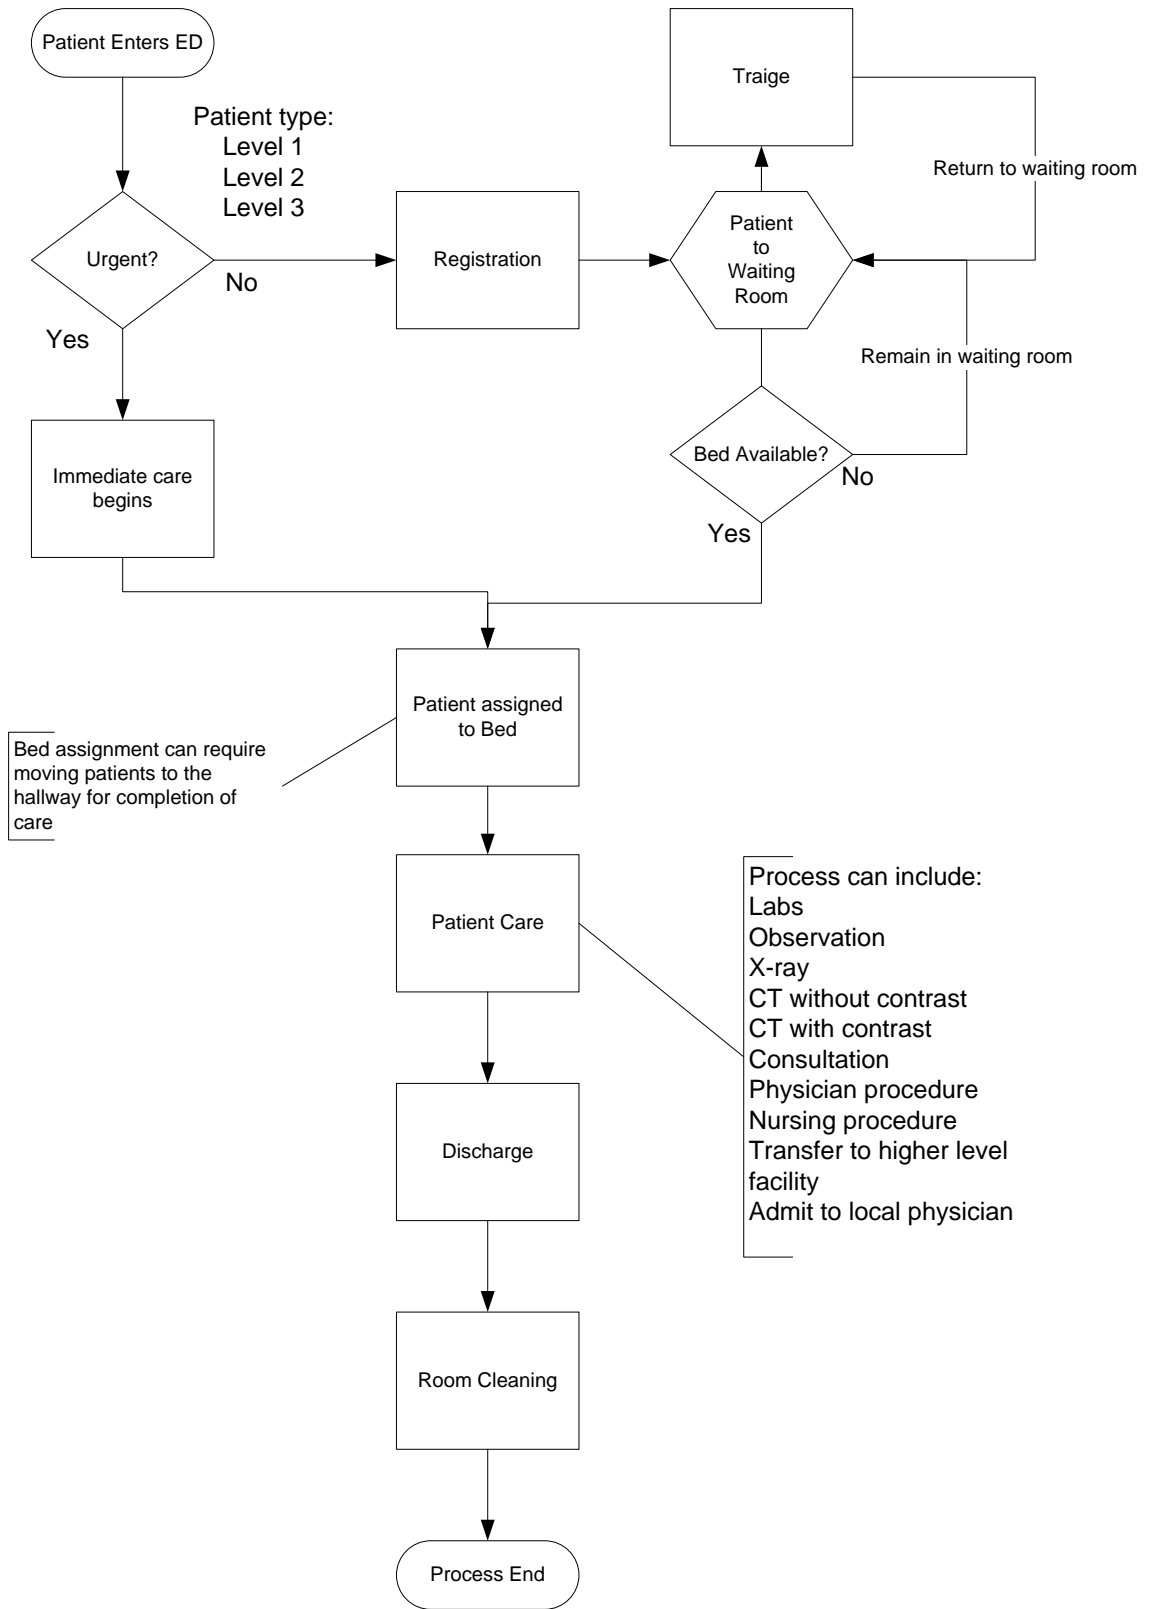 Patient Enters ED
Traige
Patient type:
Level 1
Level 2
Level 3
Return to waiting room
Urgent?
No
Registration
Patient
to
Waiting
Room
Yes
Remain in waiting room
Immediate care
begins
Bed Available?
No
Yes
Patient assigned
to Bed
Bed assignment can require
moving patients to the
hallway for completion of
care
Patient Care
Process can include:
Labs
Observation
X-ray
CT without contrast
CT with contrast
Consultation
Physician procedure
Nursing procedure
Transfer to higher level
facility
Admit to local physician
Discharge
Room Cleaning
Process End